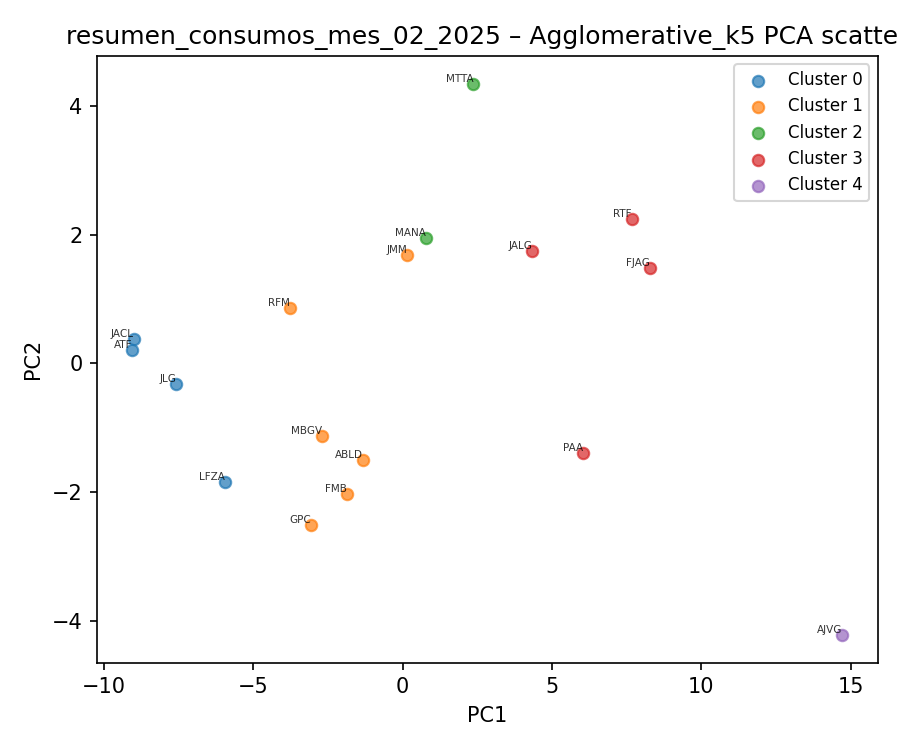 resumen_consumos_mes_02_2025 – Agglomerative_k5 PCA scatte
Cluster 0
Cluster 1
Cluster 2
Cluster 3
Cluster 4
MTTA
RTF
MANA
JMM
JALG
FJAG
RFM
JACL
ATF
JLG
MBGV
ABLD
PAA
LFZA
FMB
GPC
AJVG
4
2
0
−2
−4
PC2
−10
−5
0
5
10
15
PC1